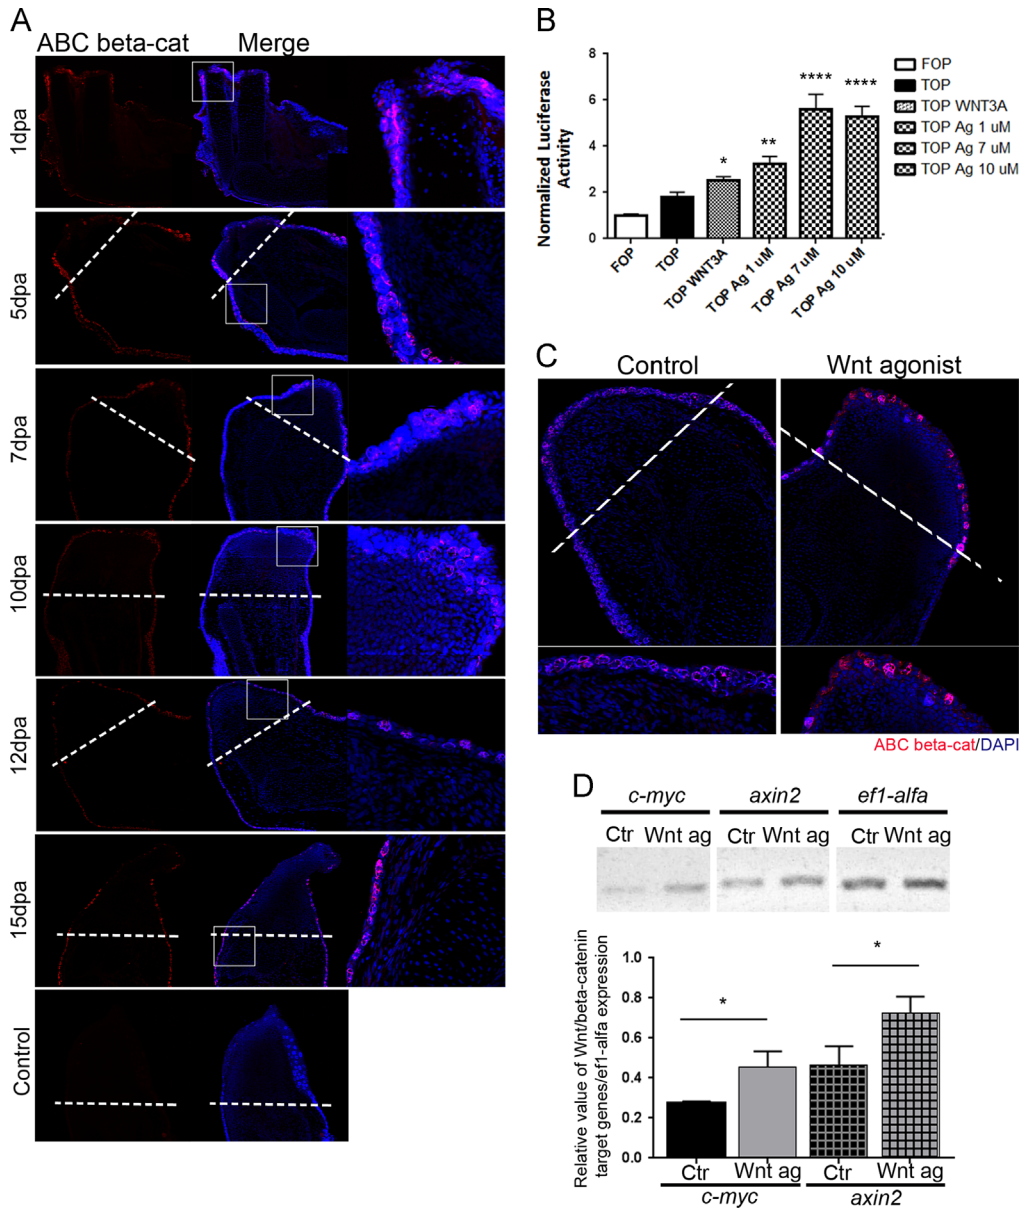 A
ABC beta-cat Merge
1dpa
5dpa
7dpa
10dpa
12dpa
15dpa
Control
B
Normalized Luciferase
Activity
8
6
4
2
0
*
**
****
****
FOP
TOP
TOP WNT3A
TOP Ag 1 uM
TOP Ag 7 uM
TOP Ag 10 uM
FOP
TOP
TOP WNT3A
TOP Ag 1 uM
TOP Ag 7 uM
TOP Ag 10 uM
C
Control Wnt agonist
ABC beta-cat/DAPI
D
c-myc axin2 ef1-alfa
Ctr Wnt ag Ctr Wnt ag Ctr Wnt ag
Relative value of Wnt/beta-catenin
target genes/ef1-alfa expression
1.0
0.8
0.6
0.4
0.2
0.0
*
*
Ctr Wnt ag Ctr Wnt ag
c-myc axin2